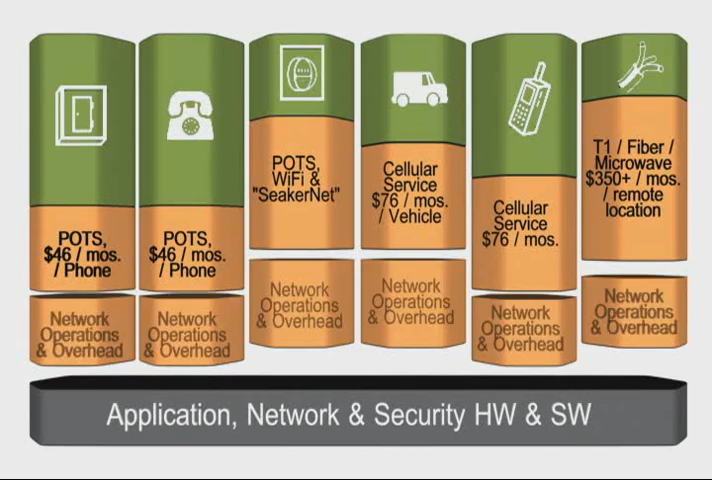 POTS,
$46 / mos.
/ Phone
POTS,
$46 / mos.
/ Phone
POTS,
WiFi &
"SeakerNet"
Cellular
Service
$76 / mos.
/ Vehicle
Cellular
Service
$76 / mos.
T1 / Fiber /
Microwave
$350+ / mos.
/ remote
location
Network
Operations
& Overhead
Network
Operations
& Overhead
Network
Operations
& Overhead
Network
Operations
& Overhead
Network
Operations
& Overhead
Network
Operations
& Overhead
Application, Network & Security HW & SW